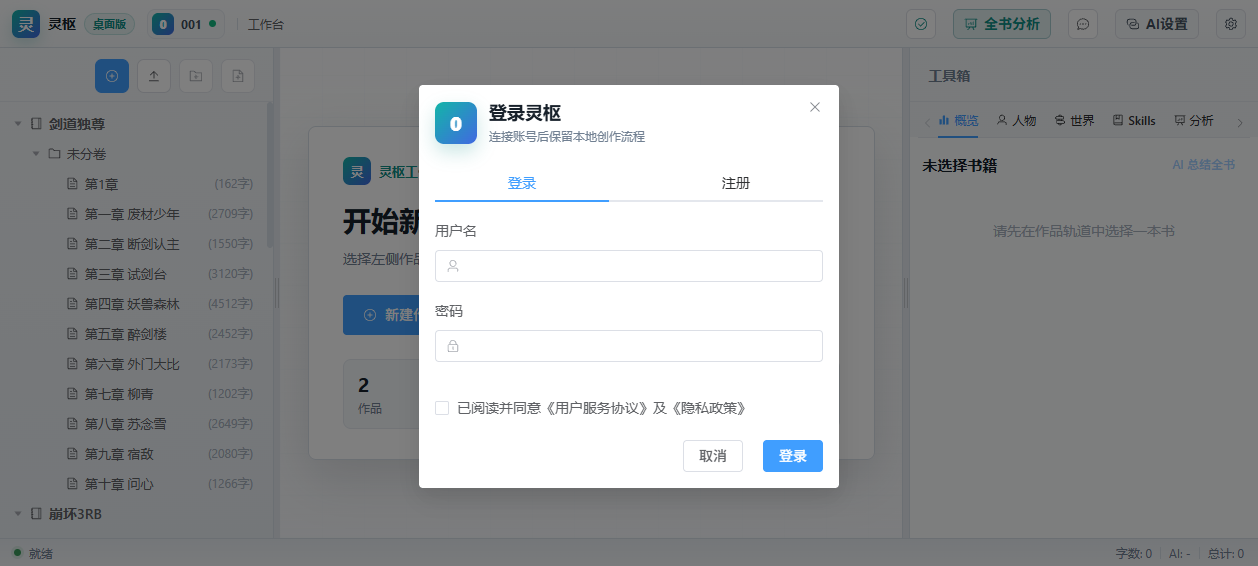 灵 灵枢 桌面版 0 001 工作台 全书分析 AI设置
剑道独尊
未分卷
第1章 (162字)
第一章 废材少年 (2709字)
第二章 断剑认主 (1550字)
第三章 试剑台 (3120字)
第四章 妖兽森林 (4512字)
第五章 醉剑楼 (2452字)
第六章 外门大比 (2173字)
第七章 柳青 (1202字)
第八章 苏念雪 (2649字)
第九章 宿敌 (2080字)
第十章 问心 (1266字)
崩坏3RB
灵 灵枢工
开始新
选择左侧作品
新建
2
作品
0 登录灵枢
连接账号后保留本地创作流程
登录 注册
用户名
密码
已阅读并同意《用户服务协议》及《隐私政策》
取消 登录
工具箱
概览 人物 世界 Skills 分析
未选择书籍 AI 总结全书
请先在作品轨道中选择一本书
就绪 字数: 0 AI: - 总计: 0